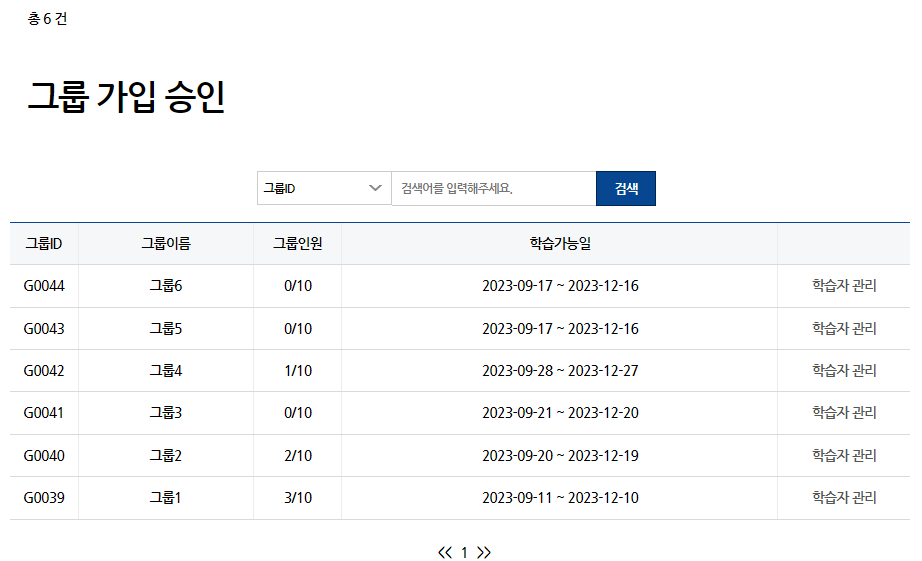 총 6 건
그룹 가입 승인
그룹ID 검색어를 입력해주세요. 검색
그룹ID 그룹이름 그룹인원 학습가능일
G0044 그룹6 0/10 2023-09-17 ~ 2023-12-16 학습자 관리
G0043 그룹5 0/10 2023-09-17 ~ 2023-12-16 학습자 관리
G0042 그룹4 1/10 2023-09-28 ~ 2023-12-27 학습자 관리
G0041 그룹3 0/10 2023-09-21 ~ 2023-12-20 학습자 관리
G0040 그룹2 2/10 2023-09-20 ~ 2023-12-19 학습자 관리
G0039 그룹1 3/10 2023-09-11 ~ 2023-12-10 학습자 관리
<< 1 >>